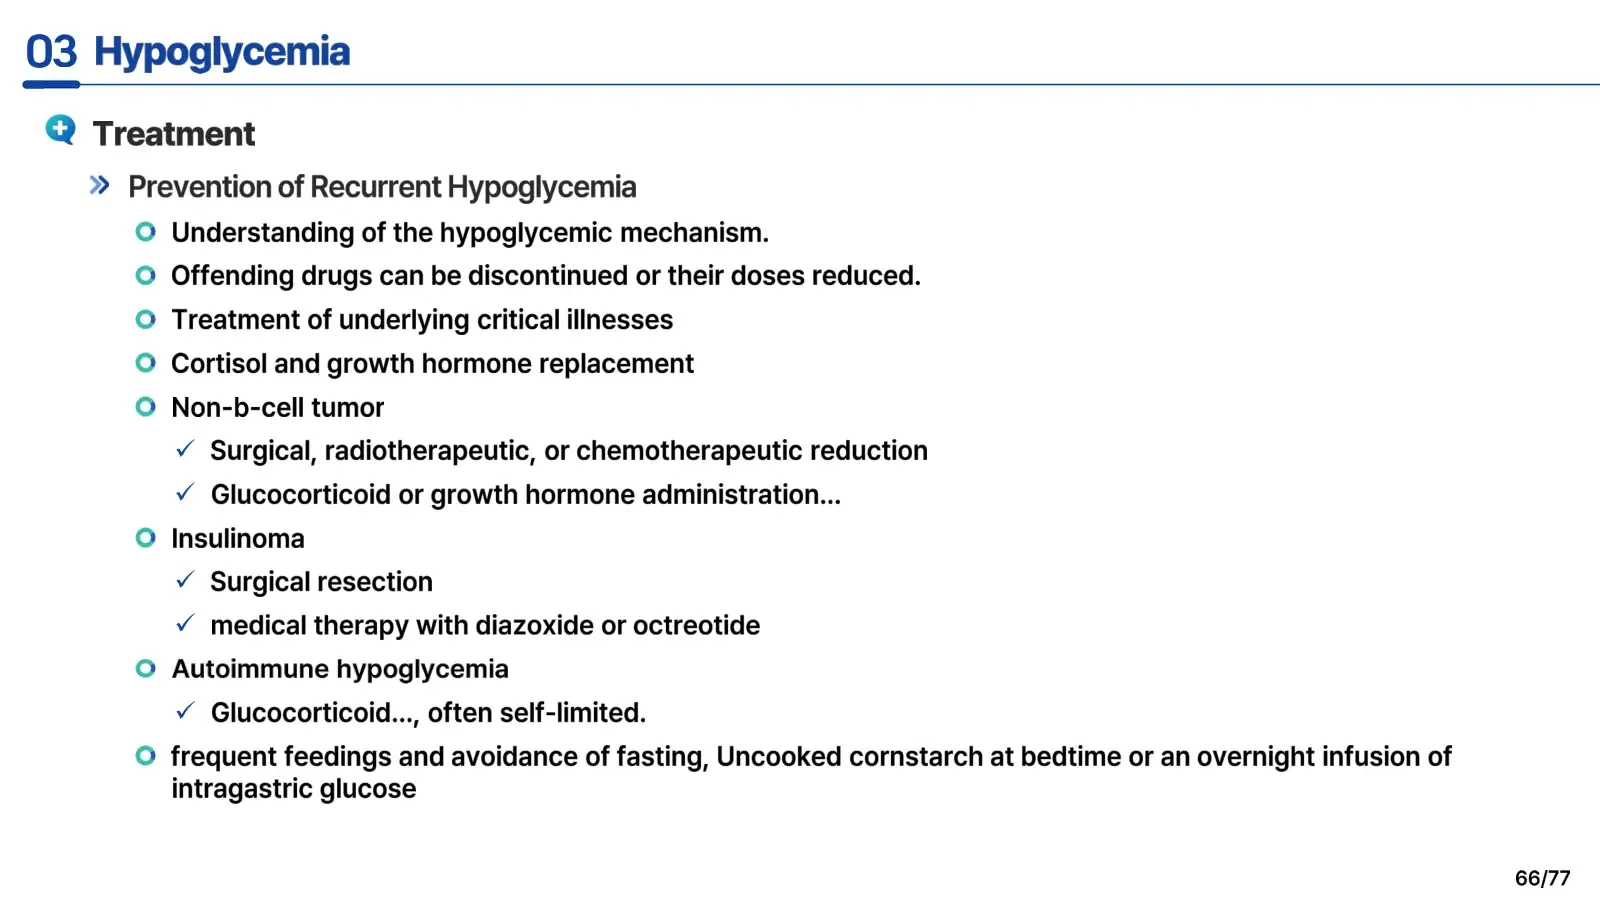 03 Hypoglycemia
Treatment
Prevention of Recurrent Hypoglycemia
Understanding of the hypoglycemic mechanism.
Offending drugs can be discontinued or their doses reduced.
Treatment of underlying critical illnesses
Cortisol and growth hormone replacement
Non-b-cell tumor
Surgical, radiotherapeutic, or chemotherapeutic reduction
Glucocorticoid or growth hormone administration...
Insulinoma
Surgical resection
medical therapy with diazoxide or octreotide
Autoimmune hypoglycemia
Glucocorticoid..., often self-limited.
frequent feedings and avoidance of fasting, Uncooked cornstarch at bedtime or an overnight infusion of
intragastric glucose
66/77